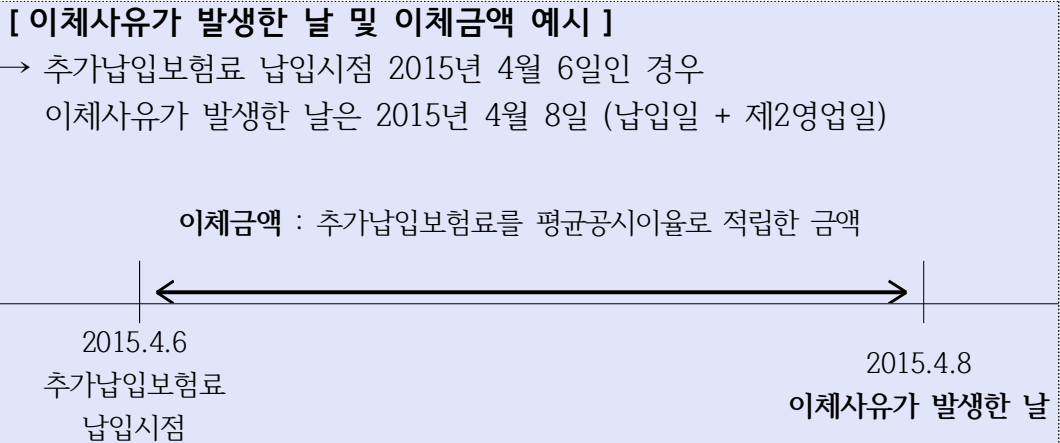 [ 이체사유가 발생한 날 및 이체금액 예시 ]
→ 추가납입보험료 납입시점 2015년 4월 6일인 경우
이체사유가 발생한 날은 2015년 4월 8일 (납입일 + 제2영업일)
이체금액 : 추가납입보험료를 평균공시이율로 적립한 금액
2015.4.6
추가납입보험료
납입시점
2015.4.8
이체사유가 발생한 날